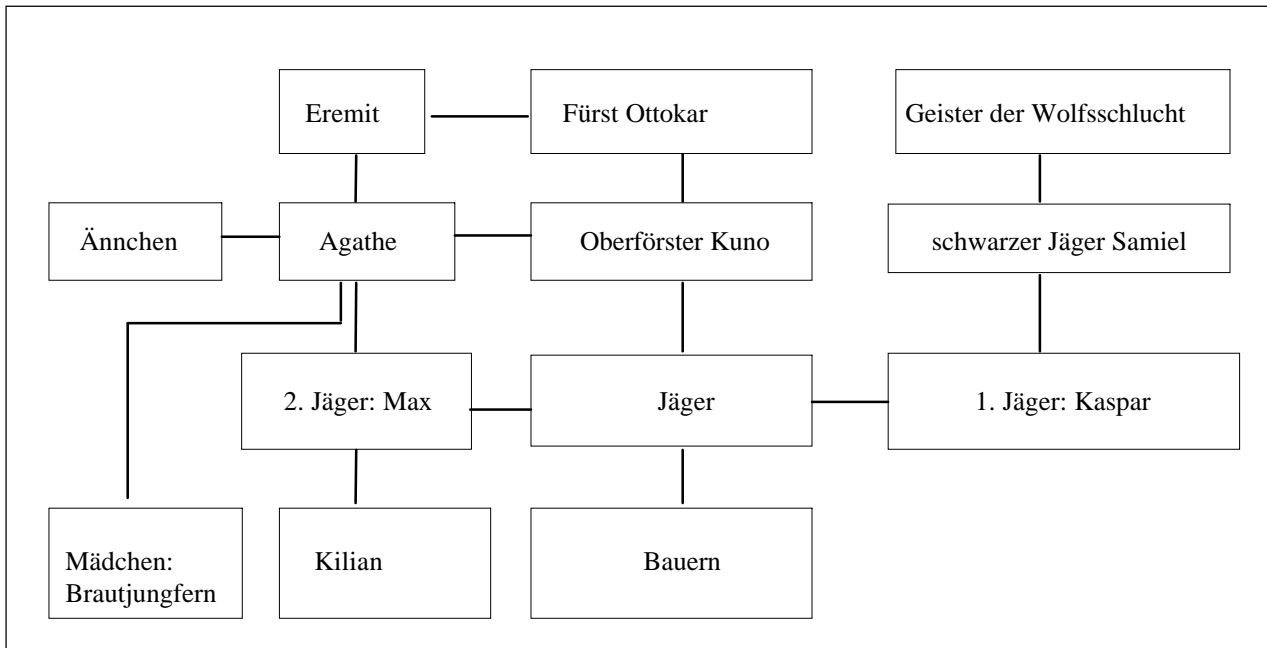 Eremit
Fürst Ottokar
Geister der Wolfsschlucht
Ännchen
Agathe
Oberförster Kuno
schwarzer Jäger Samiel
2. Jäger: Max
Jäger
1. Jäger: Kaspar
Mädchen:
Brautjungfern
Kilian
Bauern